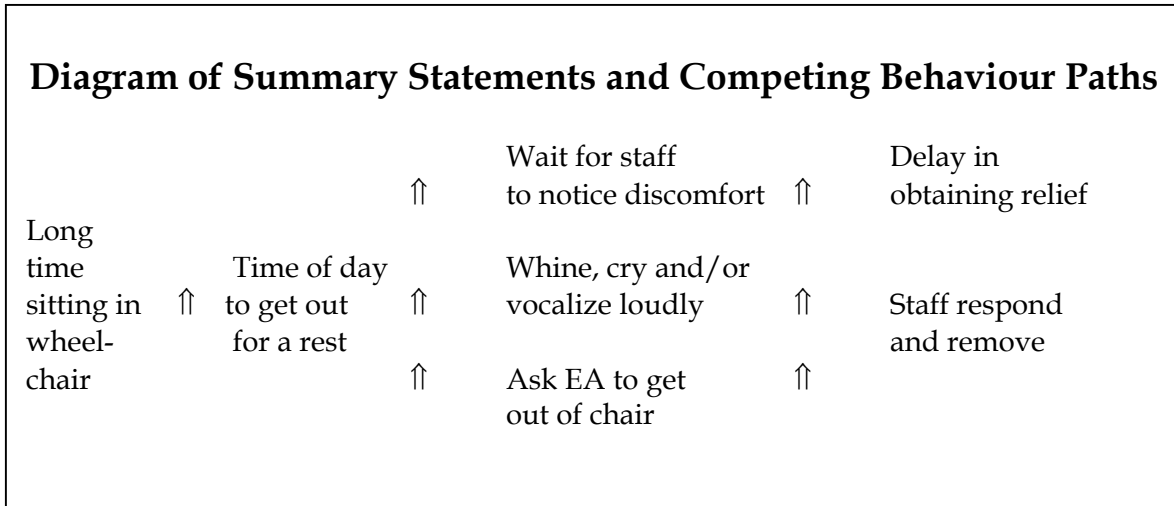 Diagram of Summary Statements and Competing Behaviour Paths
Wait for staff Delay in
⇑ to notice discomfort ⇑ obtaining relief
Long
time Time of day Whine, cry and/or
sitting in ⇑ to get out ⇑ vocalize loudly ⇑ Staff respond
wheel- for a rest and remove
chair ⇑ Ask EA to get ⇑
out of chair